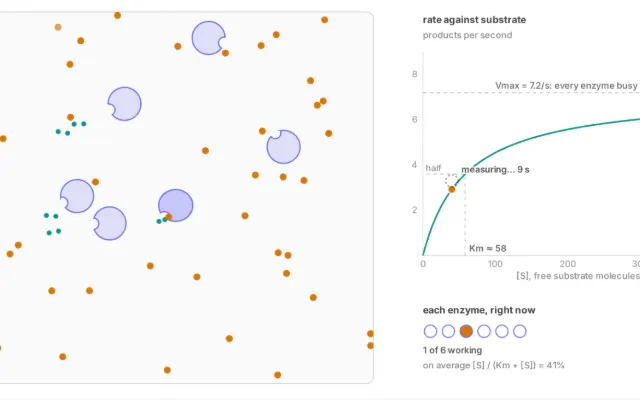 rate against substrate
products per second
8
Vmax = 7.2/s: every enzyme busy
6
4
half
measuring... 9 s
2
Km ≈ 58
0
100
200
[S], free substrate molecules
each enzyme, right now
1 of 6 working
on average [S] / (Km + [S]) = 41%